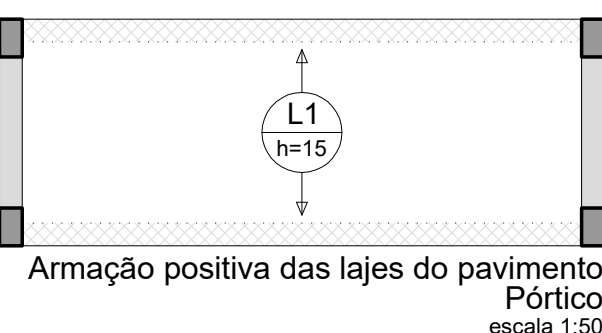 L1
h=15
Armação positiva das lajes do pavimento
Pórtico
escala 1:50